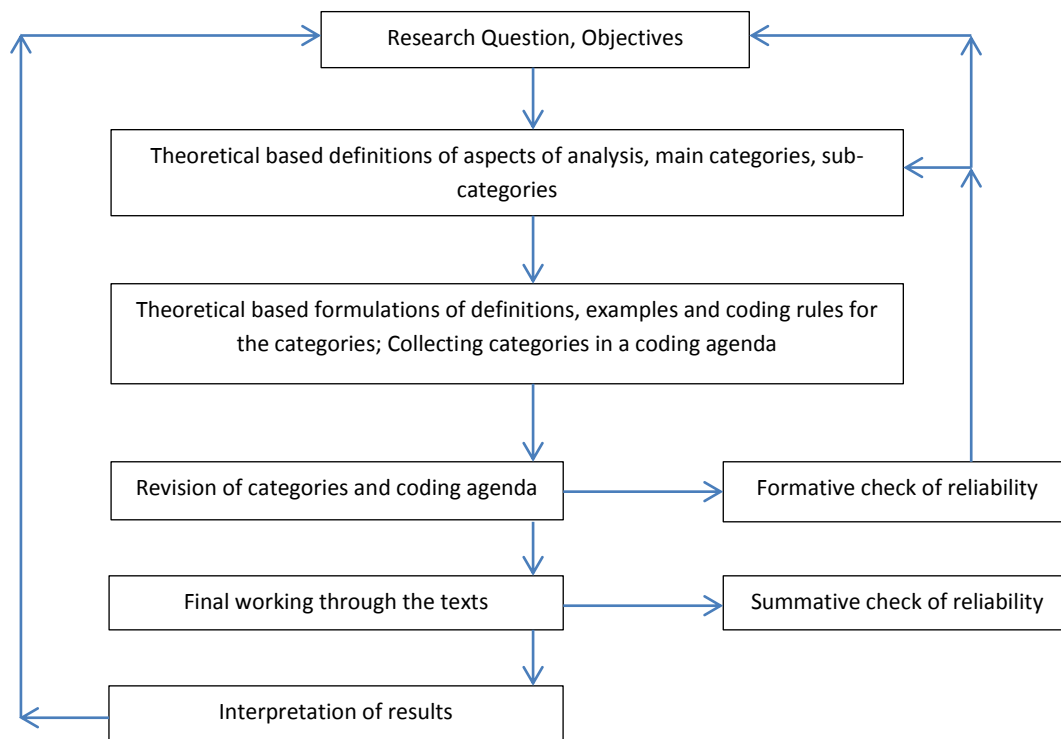 Research Question, Objectives
Theoretical based definitions of aspects of analysis, main categories, sub-
categories
Theoretical based formulations of definitions, examples and coding rules for
the categories; Collecting categories in a coding agenda
Revision of categories and coding agenda
Formative check of reliability
Final working through the texts
Summative check of reliability
Interpretation of results